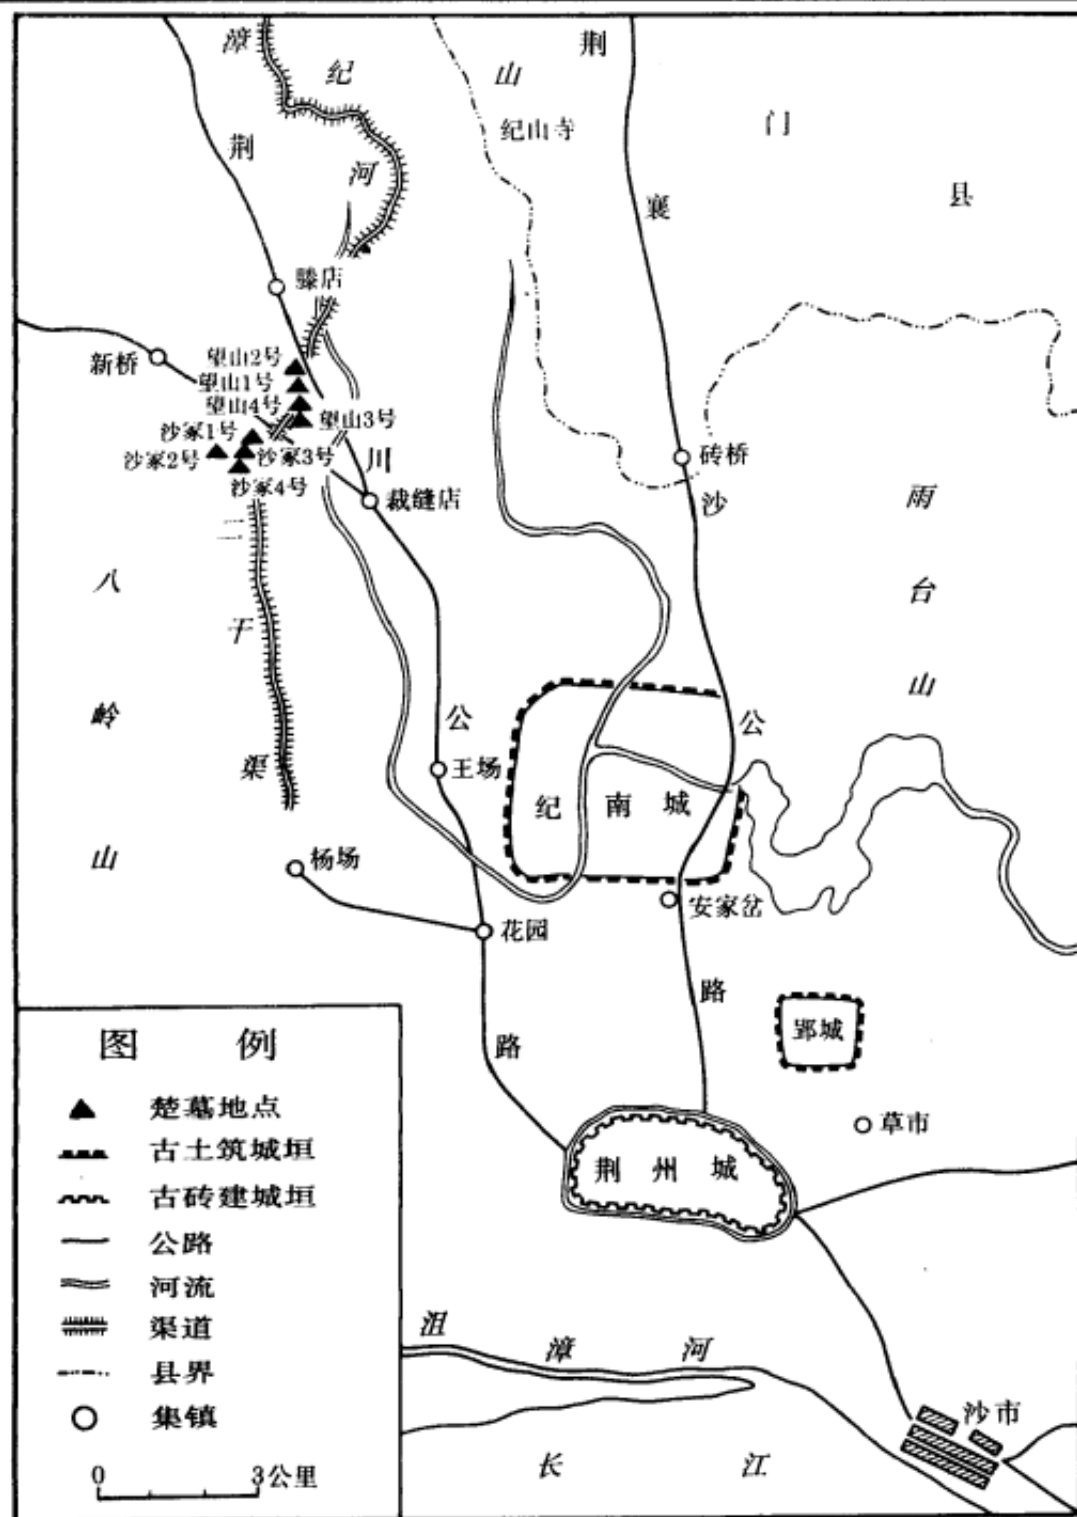 漳
纪
山
荆
门
县
纪山寺
荆
河
襄
滕店
新桥
望山2号
望山1号
望山4号
望山3号
沙冢1号
沙冢2号
沙冢3号
沙冢4号
川
裁缝店
砖桥
沙
雨
台
山
二
干
渠
八
岭
山
公
公
王场
纪南城
杨场
花园
安家岔
路
路
郢城
草市
荆州城
沮漳河
长江
沙市
图例
楚墓地点
古土筑城垣
古砖建城垣
公路
河流
渠道
县界
集镇
0 3公里